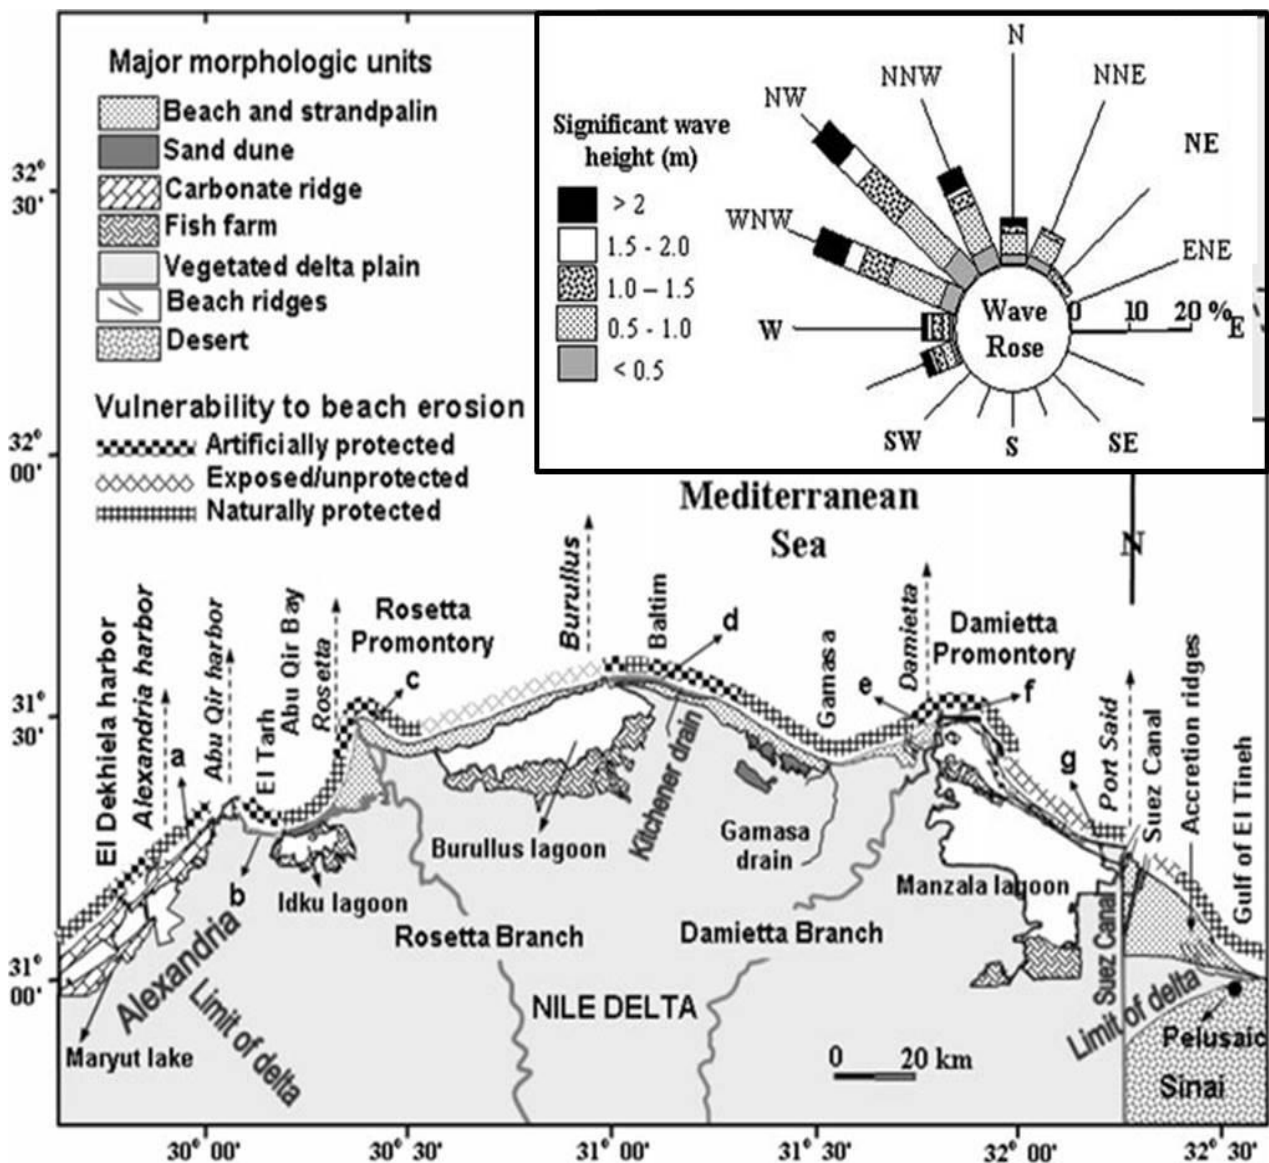 Major morphologic units
Beach and strandpalin
Sand dune
Carbonate ridge
Fish farm
Vegetated delta plain
Beach ridges
Desert
Vulnerability to beach erosion
Artificially protected
Exposed/unprotected
Naturally protected
Significant wave
height (m)
> 2
1.5 - 2.0
1.0 – 1.5
0.5 - 1.0
< 0.5
N
NNE
NE
ENE
E
SE
S
SW
W
WNW
NW
NNW
Wave
Rose
0 10 20 %
Mediterranean
Sea
N
El Dekhiela harbor
Alexandria harbor
Abu Qir harbor
El Tarh
Abu Qir Bay
Rosetta
Rosetta
Promontory
Burullus
Baltim
Gamasa
Damietta
Damietta
Promontory
Port Said
Suez Canal
Accretion ridges
Gulf of El Tineh
a
b
c
d
e
f
g
Maryut lake
Alexandria
Limit of delta
Idku lagoon
Rosetta Branch
Burullus lagoon
Kitchener drain
Gamasa
drain
Damietta Branch
Manzala lagoon
Suez Canal
Limit of delta
Pelusaic
Sinai
NILE DELTA
0 20 km
32°
30'
32°
00'
31°
30'
31°
00'
30° 00'
30° 30'
31° 00'
31° 30'
32° 00'
32° 30'